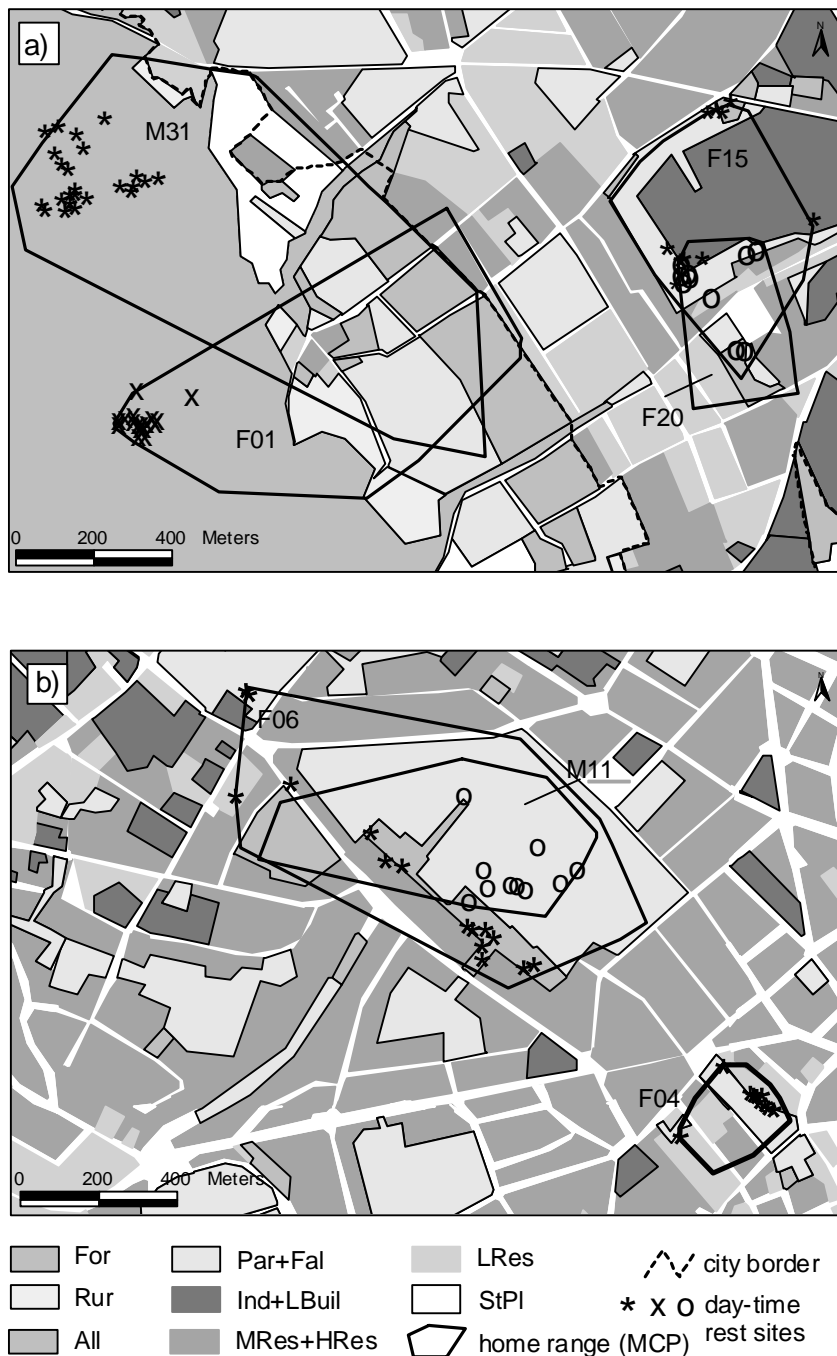 a)
N
M31
F15
F20
F01
0 200 400 Meters
b)
N
F06
M11
F04
0 200 400 Meters
For Par+Fal LRes city border
Rur Ind+LBuil StPl * x o day-time
rest sites
All MRes+HRes home range (MCP)